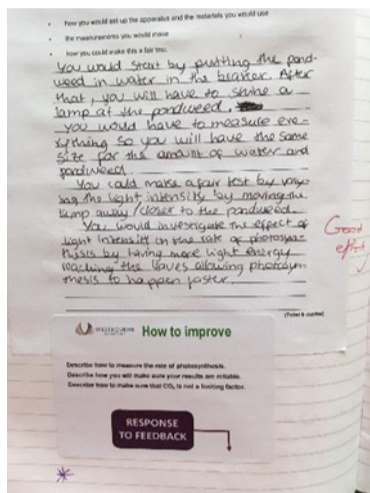 how you would set up the apparatus and the materials you would use
the measurements you would make
how you could make this a fair test.
You would start by putting the pond-
weed in water in the beaker. After
that, you will have to shine a
lamp at the pondweed.
You would have to measure eve-
rything so you will have the same
size for the amount of water and
pondweed.
You could make a fair test by vary-
ing the light intensity by moving the
lamp away/closer to the pondweed.
You would investigate the effect of
light intensity on the rate of photosyn-
thesis by having more light energy
reaching the leaves allowing photosyn-
thesis to happen faster.
Good
effort
(Total 6 marks)
How to improve
Describe how to measure the rate of photosynthesis.
Describe how you will make sure your results are reliable.
Describe how to make sure that CO₂ is not a limiting factor.
RESPONSE
TO FEEDBACK